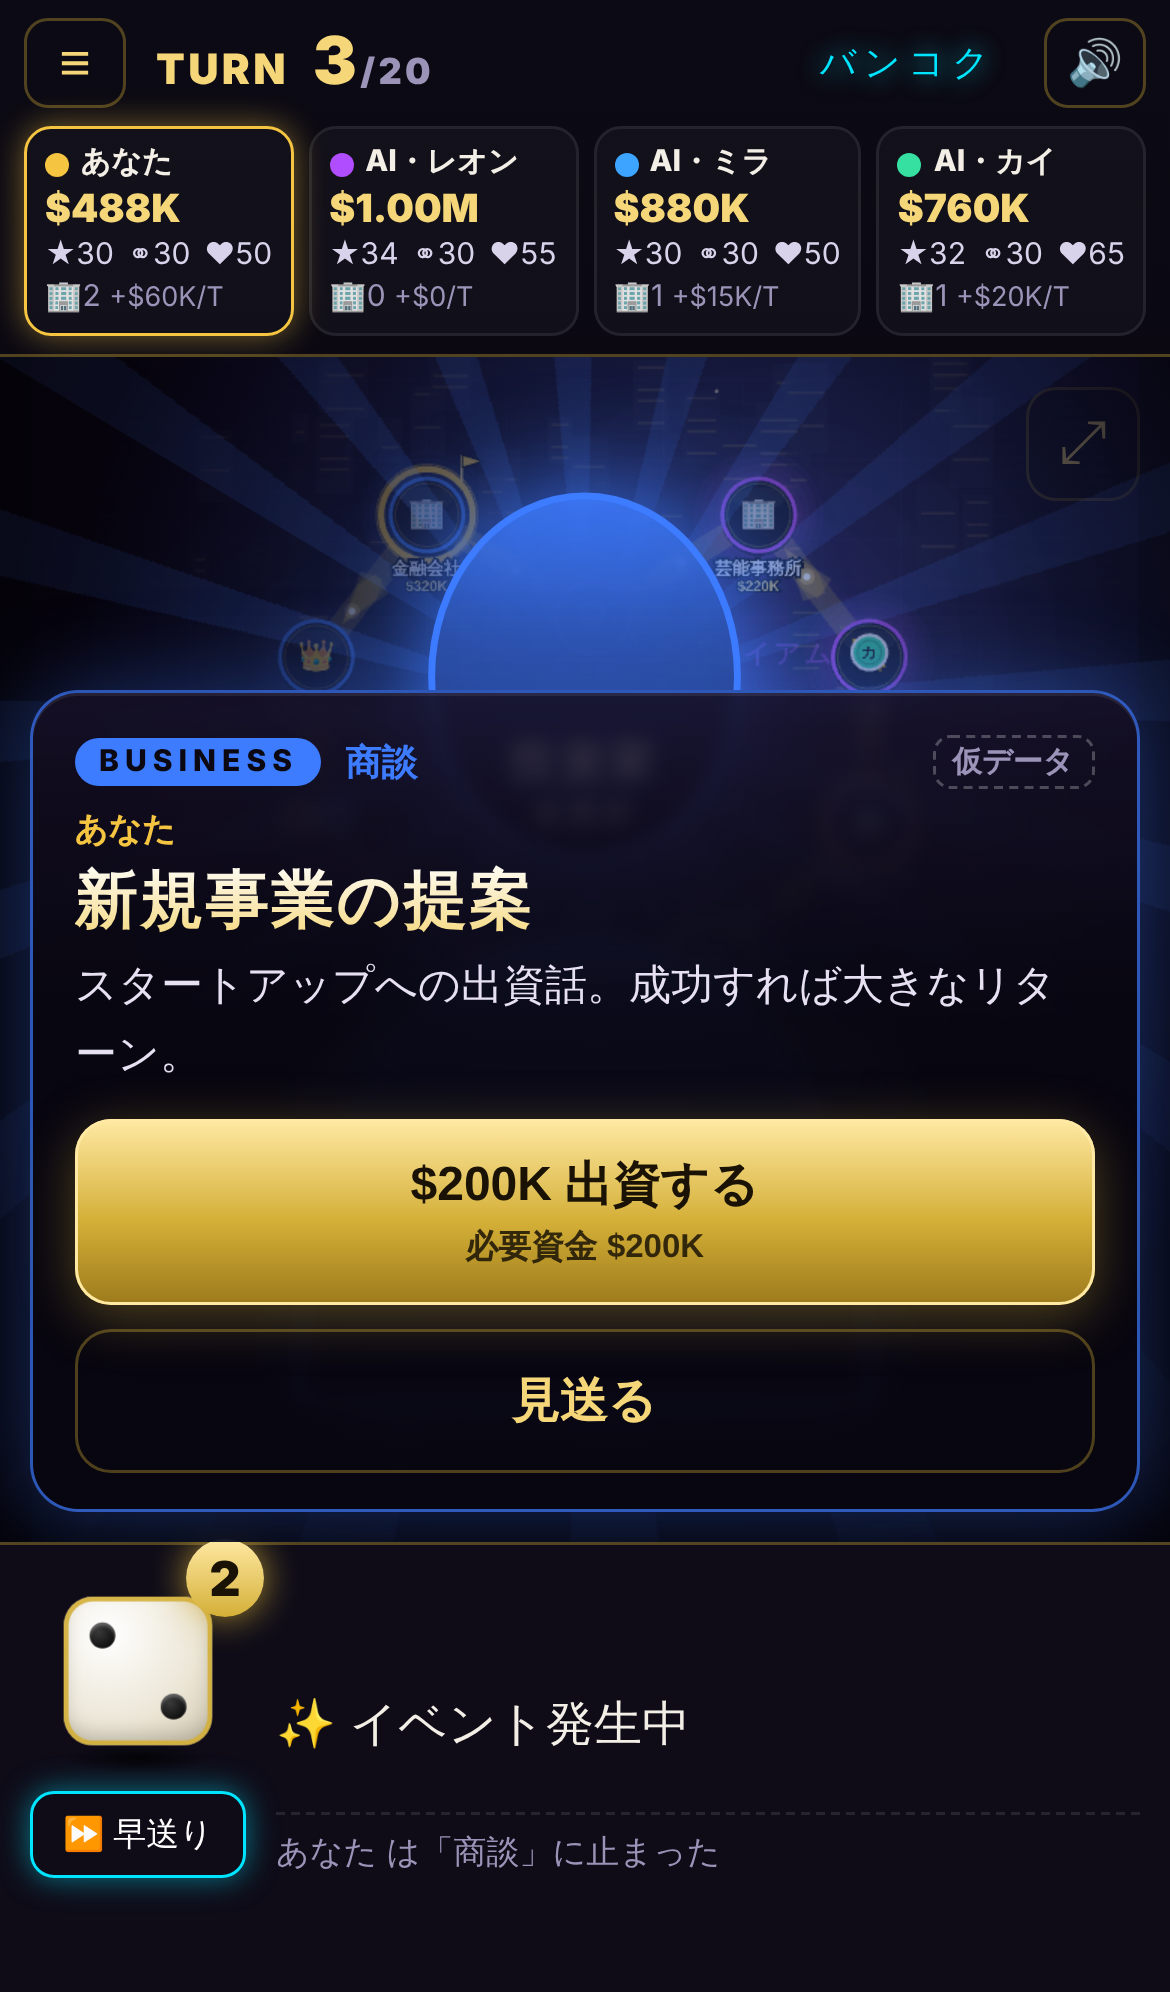 TURN 3/20
バンコク
あなた
$488K
★30 ⚭30 ♥50
🏢2 +$60K/T
AI・レオン
$1.00M
★34 ⚭30 ♥55
🏢0 +$0/T
AI・ミラ
$880K
★30 ⚭30 ♥50
🏢1 +$15K/T
AI・カイ
$760K
★32 ⚭30 ♥65
🏢1 +$20K/T
金融会社
$320K
芸能事務所
$220K
イアム
カ
BUSINESS 商談
仮データ
あなた
新規事業の提案
スタートアップへの出資話。成功すれば大きなリタ
ーン。
$200K 出資する
必要資金 $200K
見送る
2
✨ イベント発生中
⏩ 早送り
あなた は「商談」に止まった